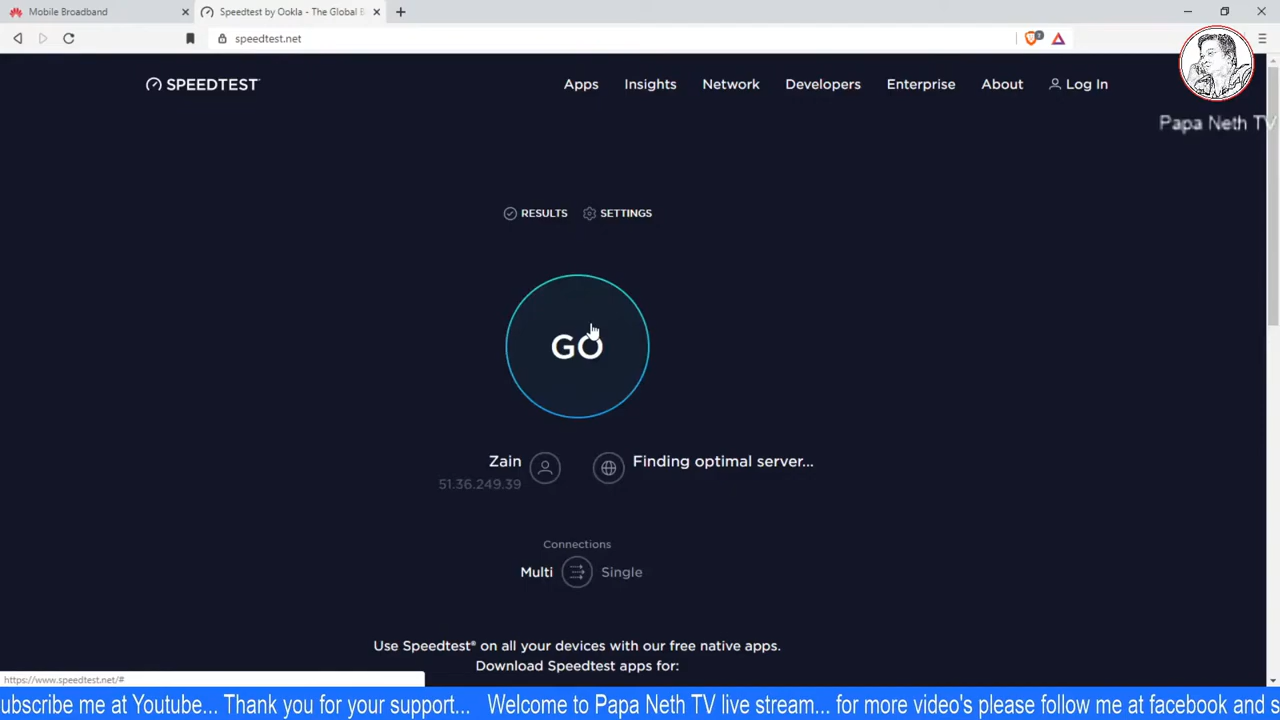 Mobile Broadband
Speedtest by Ookla - The Global B
speedtest.net
1
SPEEDTEST
Apps
Insights
Network
Developers
Enterprise
About
Log In
Papa Neth TV
RESULTS
SETTINGS
GO
Zain
51.36.249.39
Finding optimal server...
Connections
Multi
Single
Use Speedtest® on all your devices with our free native apps.
Download Speedtest apps for:
https://www.speedtest.net/#
ubscribe me at Youtube... Thank you for your support... Welcome to Papa Neth TV live stream... for more video's please follow me at facebook and s